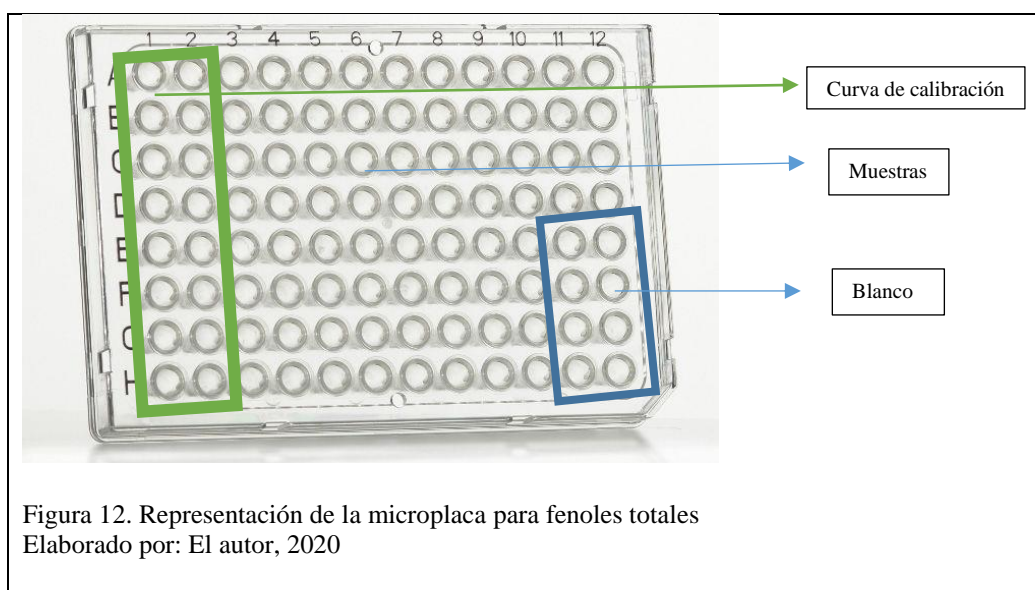 1 2 3 4 5 6 7 8 9 10 11 12
A
B
C
D
E
F
G
H
Curva de calibración
Muestras
Blanco
Figura 12. Representación de la microplaca para fenoles totales
Elaborado por: El autor, 2020